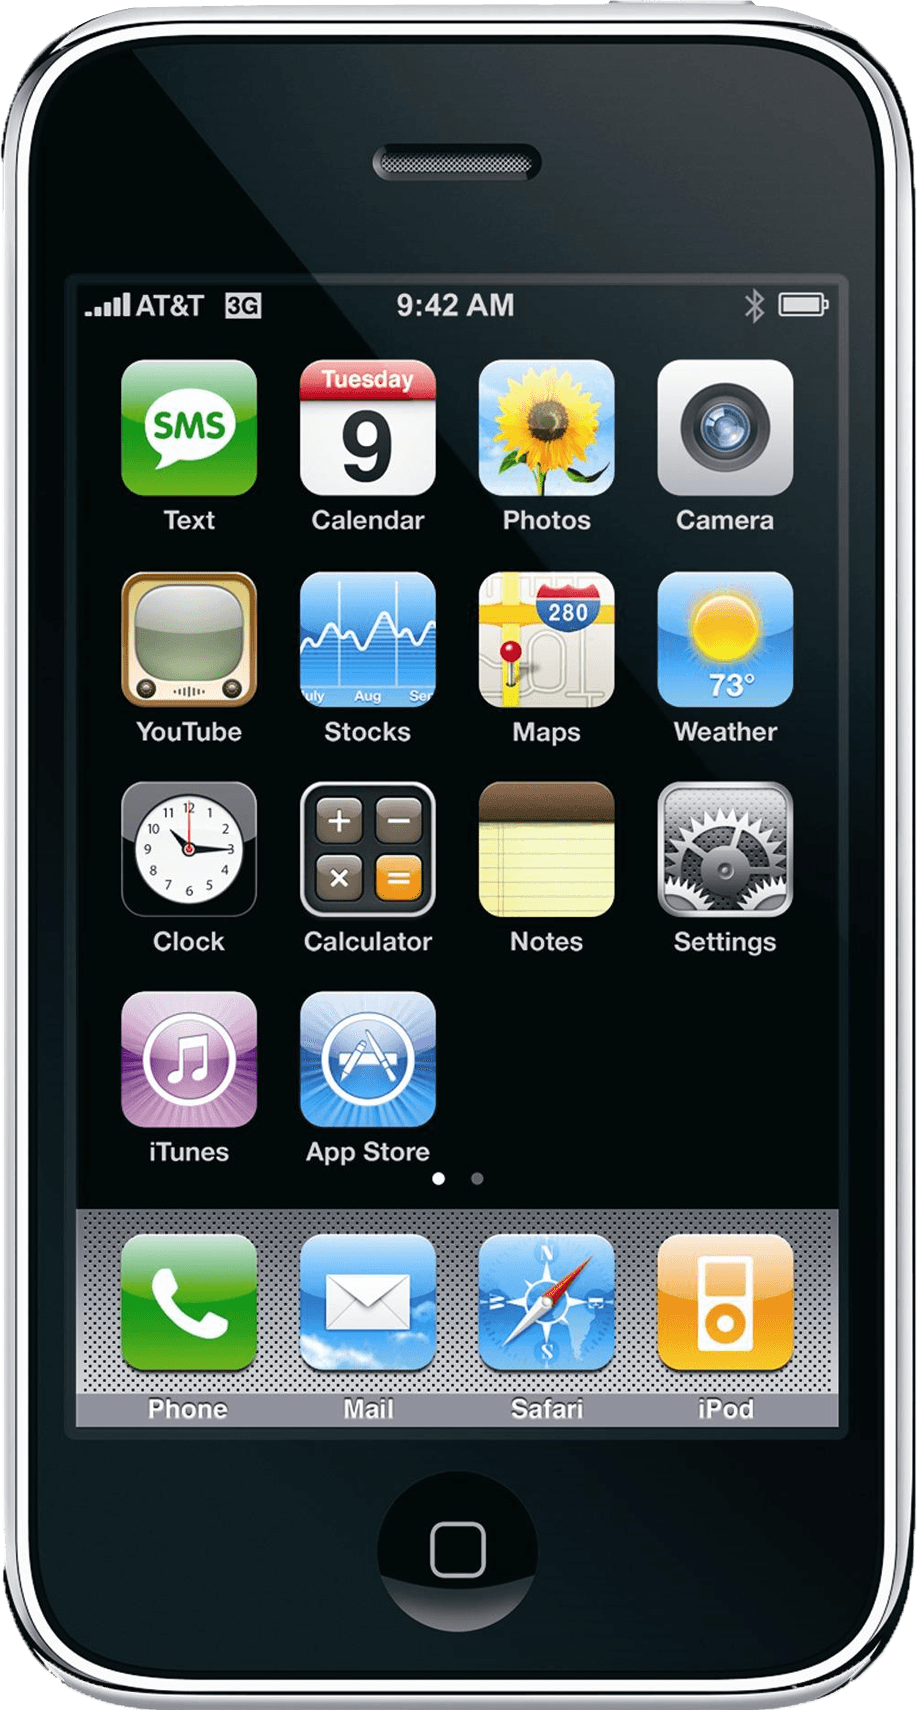 AT&T 3G 9:42 AM
SMS
Tuesday
9
Text Calendar Photos Camera
280
73°
July Aug Sep
YouTube Stocks Maps Weather
12
11 1
10 2
9 3
8 4
7 5
6
+ −
× =
Clock Calculator Notes Settings
iTunes App Store
N
W E
S
Phone Mail Safari iPod